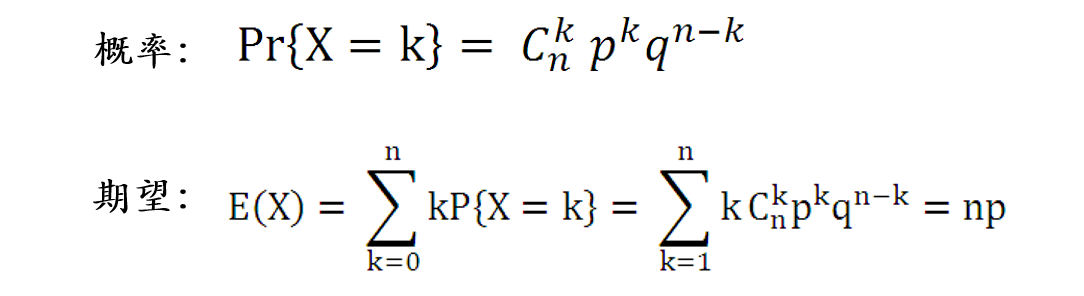 概率： Pr{X = k} = C_n^k p^k q^{n−k}
期望： E(X) = ∑_{k=0}^{n} kP{X = k} = ∑_{k=1}^{n} k C_n^k p^k q^{n−k} = np